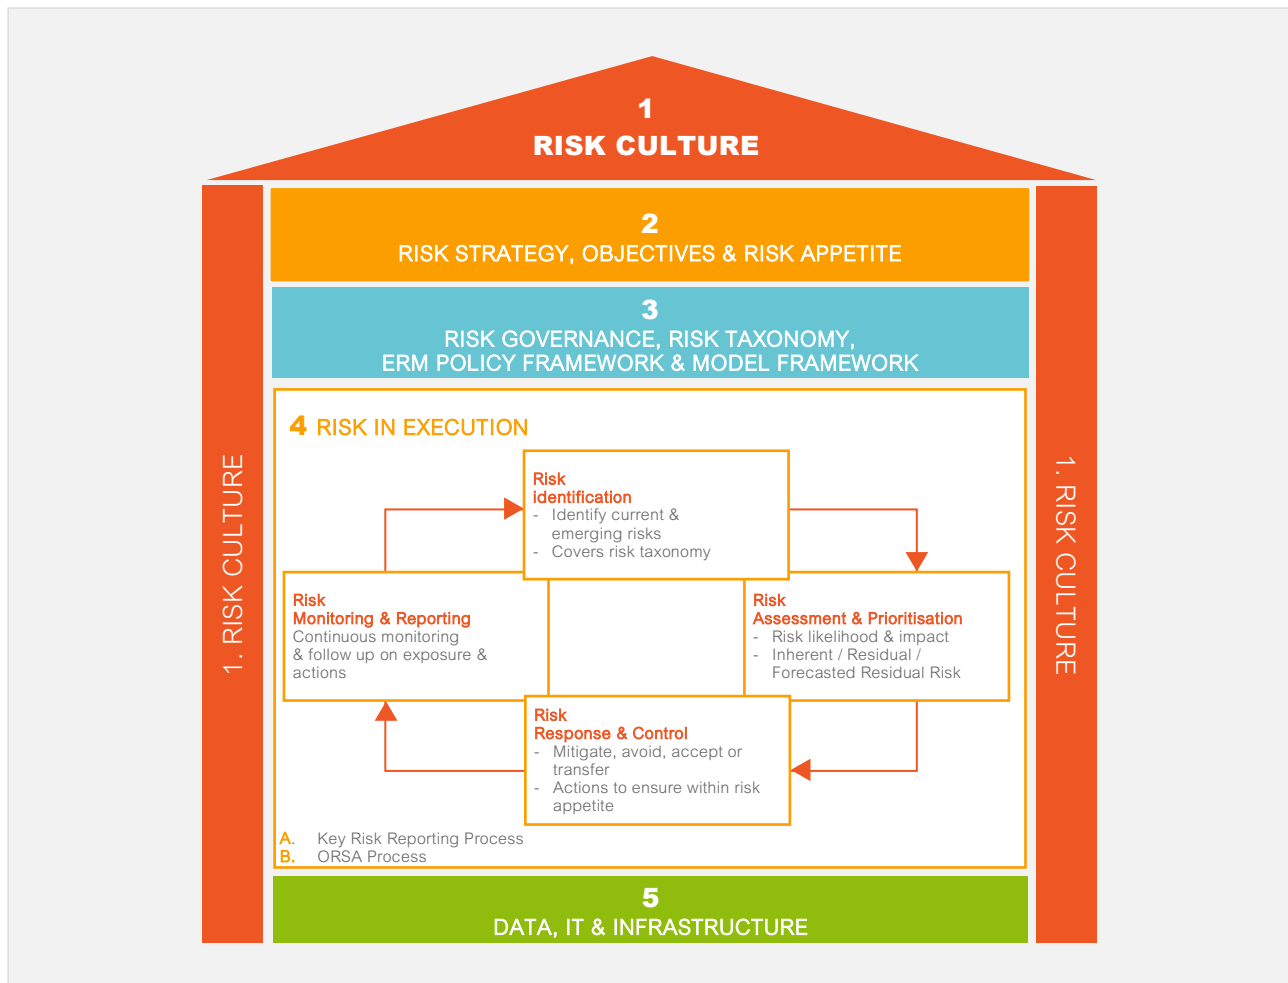 1
RISK CULTURE
2
RISK STRATEGY, OBJECTIVES & RISK APPETITE
3
RISK GOVERNANCE, RISK TAXONOMY,
ERM POLICY FRAMEWORK & MODEL FRAMEWORK
1. RISK CULTURE
4 RISK IN EXECUTION
Risk
identification
- Identify current &
emerging risks
- Covers risk taxonomy
Risk
Assessment & Prioritisation
- Risk likelihood & impact
- Inherent / Residual /
Forecasted Residual Risk
Risk
Response & Control
- Mitigate, avoid, accept or
transfer
- Actions to ensure within risk
appetite
Risk
Monitoring & Reporting
Continuous monitoring
& follow up on exposure &
actions
A. Key Risk Reporting Process
B. ORSA Process
1. RISK CULTURE
5
DATA, IT & INFRASTRUCTURE